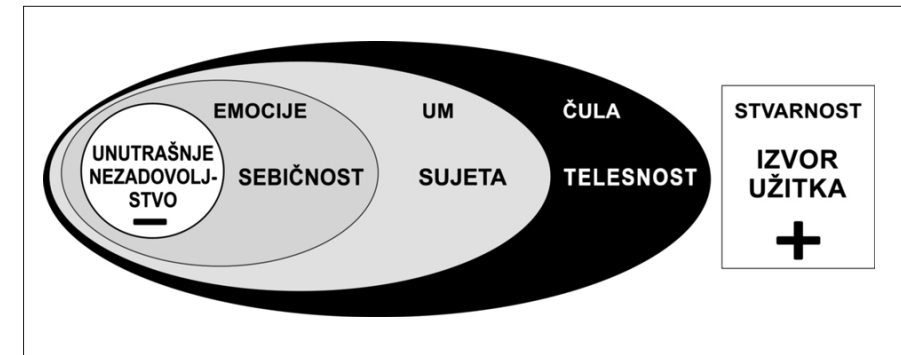 EMOCIJE
UM
ČULA
STVARNOST
UNUTRAŠNJE
NEZADOVOLJ-
STVO
–
SEBIČNOST
SUJETA
TELESNOST
IZVOR
UŽITKA
+